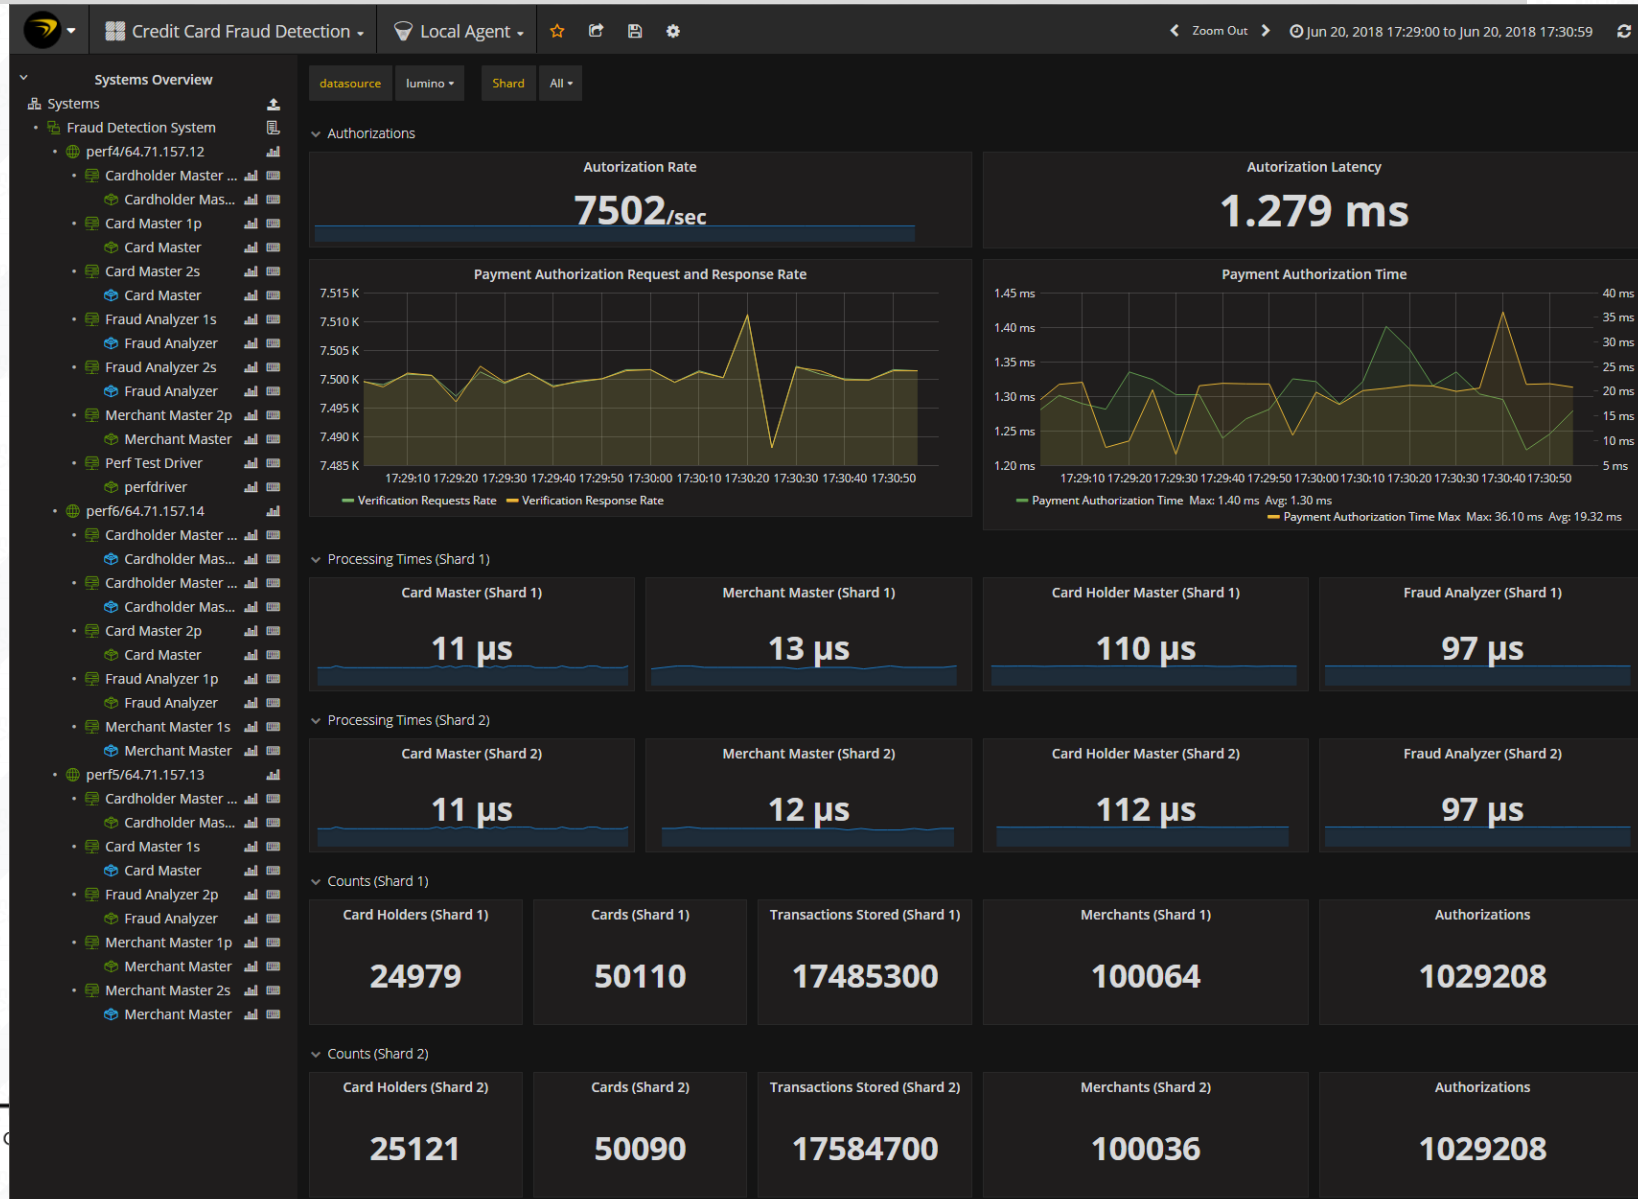 Credit Card Fraud Detection
Local Agent
Zoom Out
Jun 20, 2018 17:29:00 to Jun 20, 2018 17:30:59
Systems Overview
Systems
Fraud Detection System
perf4/64.71.157.12
Cardholder Master ...
Cardholder Mas...
Card Master 1p
Card Master
Card Master 2s
Card Master
Fraud Analyzer 1s
Fraud Analyzer
Fraud Analyzer 2s
Fraud Analyzer
Merchant Master 2p
Merchant Master
Perf Test Driver
perfdriver
perf6/64.71.157.14
Cardholder Master ...
Cardholder Mas...
Cardholder Master ...
Cardholder Mas...
Card Master 2p
Card Master
Fraud Analyzer 1p
Fraud Analyzer
Merchant Master 1s
Merchant Master
perf5/64.71.157.13
Cardholder Master ...
Cardholder Mas...
Card Master 1s
Card Master
Fraud Analyzer 2p
Fraud Analyzer
Merchant Master 1p
Merchant Master
Merchant Master 2s
Merchant Master
datasource lumino Shard All
Authorizations
Autorization Rate
7502/sec
Autorization Latency
1.279 ms
Payment Authorization Request and Response Rate
7.515 K
7.510 K
7.505 K
7.500 K
7.495 K
7.490 K
7.485 K
17:29:10 17:29:20 17:29:30 17:29:40 17:29:50 17:30:00 17:30:10 17:30:20 17:30:30 17:30:40 17:30:50
Verification Requests Rate Verification Response Rate
Payment Authorization Time
1.45 ms
1.40 ms
1.35 ms
1.30 ms
1.25 ms
1.20 ms
40 ms
35 ms
30 ms
25 ms
20 ms
15 ms
10 ms
5 ms
17:29:10 17:29:20 17:29:30 17:29:40 17:29:50 17:30:00 17:30:10 17:30:20 17:30:30 17:30:40 17:30:50
Payment Authorization Time Max: 1.40 ms Avg: 1.30 ms
Payment Authorization Time Max Max: 36.10 ms Avg: 19.32 ms
Processing Times (Shard 1)
Card Master (Shard 1)
11 µs
Merchant Master (Shard 1)
13 µs
Card Holder Master (Shard 1)
110 µs
Fraud Analyzer (Shard 1)
97 µs
Processing Times (Shard 2)
Card Master (Shard 2)
11 µs
Merchant Master (Shard 2)
12 µs
Card Holder Master (Shard 2)
112 µs
Fraud Analyzer (Shard 2)
97 µs
Counts (Shard 1)
Card Holders (Shard 1)
24979
Cards (Shard 1)
50110
Transactions Stored (Shard 1)
17485300
Merchants (Shard 1)
100064
Authorizations
1029208
Counts (Shard 2)
Card Holders (Shard 2)
25121
Cards (Shard 2)
50090
Transactions Stored (Shard 2)
17584700
Merchants (Shard 2)
100036
Authorizations
1029208